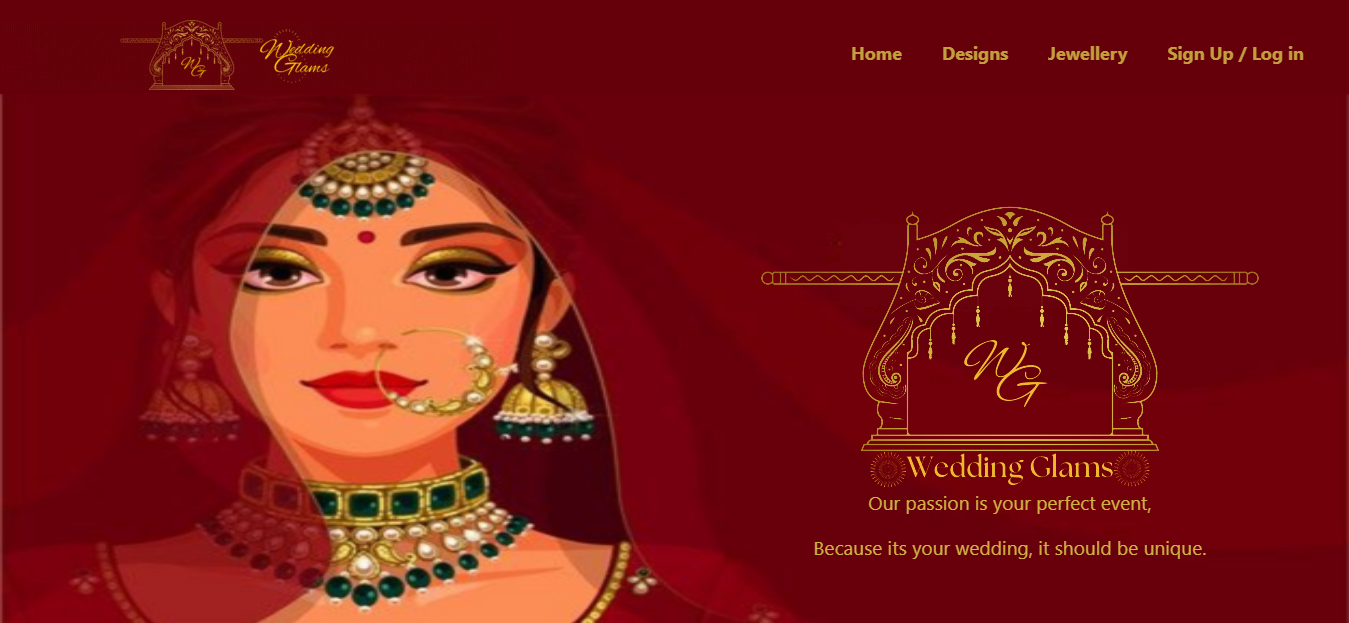 Wedding
Glams
WG
Home
Designs
Jewellery
Sign Up / Log in
WG
Wedding Glams
Our passion is your perfect event,
Because its your wedding, it should be unique.